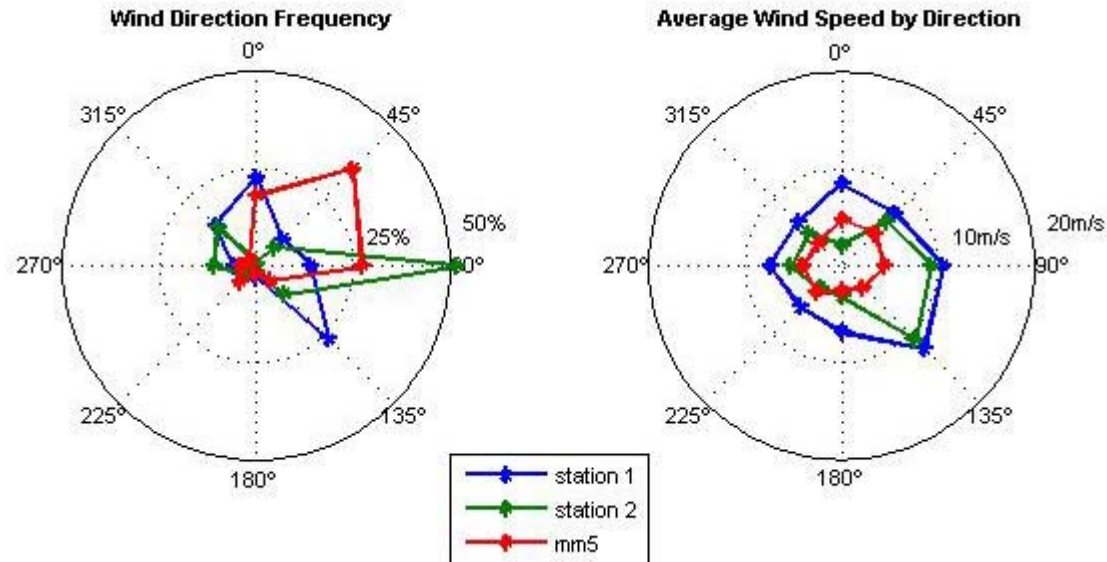 Wind Direction Frequency
0°
315°
45°
50%
25%
270°
90°
225°
135°
180°
Average Wind Speed by Direction
0°
315°
45°
20m/s
10m/s
270°
90°
225°
135°
180°
station 1
station 2
mm5